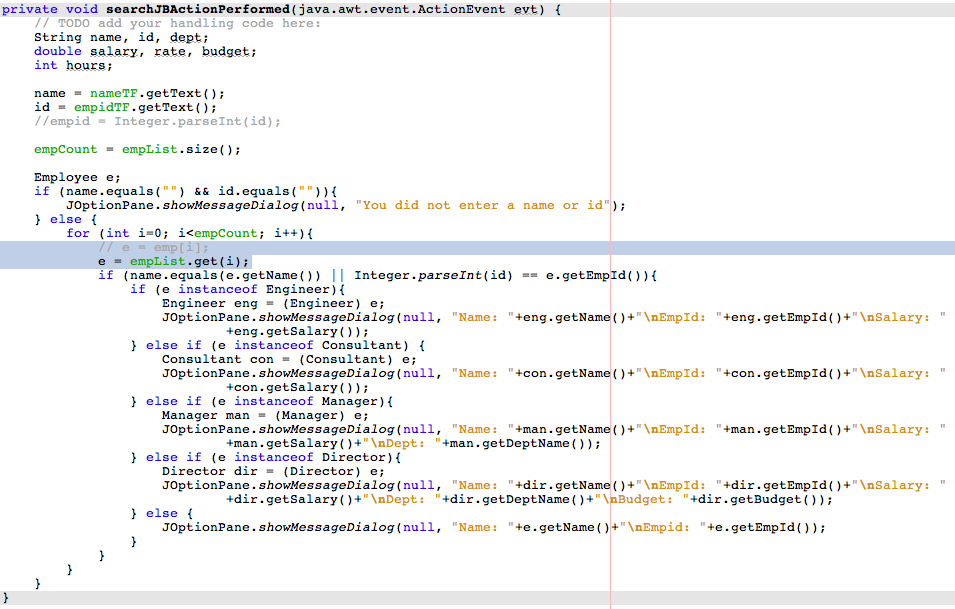 private void searchJBActionPerformed(java.awt.event.ActionEvent evt) {
    // TODO add your handling code here:
    String name, id, dept;
    double salary, rate, budget;
    int hours;

    name = nameTF.getText();
    id = empidTF.getText();
    //empid = Integer.parseInt(id);

    empCount = empList.size();

    Employee e;
    if (name.equals("") && id.equals("")){
        JOptionPane.showMessageDialog(null, "You did not enter a name or id");
    } else {
        for (int i=0; i<empCount; i++){
            // e = emp[i];
            e = empList.get(i);
            if (name.equals(e.getName()) || Integer.parseInt(id) == e.getEmpId()){
                if (e instanceof Engineer){
                    Engineer eng = (Engineer) e;
                    JOptionPane.showMessageDialog(null, "Name: "+eng.getName()+"\nEmpId: "+eng.getEmpId()+"\nSalary: "
                            +eng.getSalary());
                } else if (e instanceof Consultant) {
                    Consultant con = (Consultant) e;
                    JOptionPane.showMessageDialog(null, "Name: "+con.getName()+"\nEmpId: "+con.getEmpId()+"\nSalary: "
                            +con.getSalary());
                } else if (e instanceof Manager){
                    Manager man = (Manager) e;
                    JOptionPane.showMessageDialog(null, "Name: "+man.getName()+"\nEmpId: "+man.getEmpId()+"\nSalary: "
                            +man.getSalary()+"\nDept: "+man.getDeptName());
                } else if (e instanceof Director){
                    Director dir = (Director) e;
                    JOptionPane.showMessageDialog(null, "Name: "+dir.getName()+"\nEmpId: "+dir.getEmpId()+"\nSalary: "
                            +dir.getSalary()+"\nDept: "+dir.getDeptName()+"\nBudget: "+dir.getBudget());
                } else {
                    JOptionPane.showMessageDialog(null, "Name: "+e.getName()+"\nEmpid: "+e.getEmpId());
                }
            }
        }
    }
}